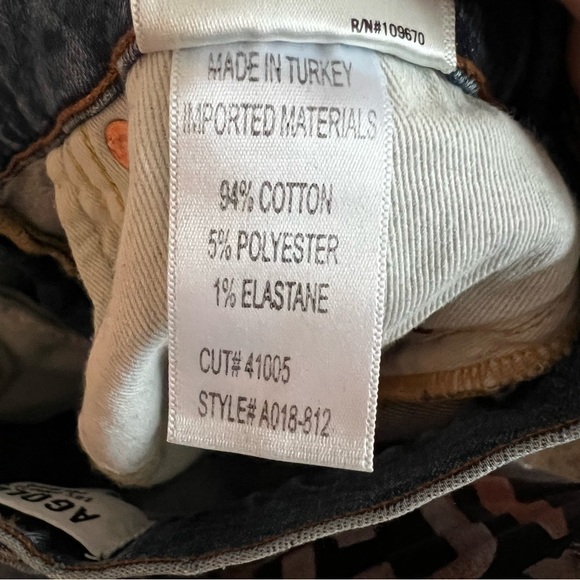 R/N#109670
MADE IN TURKEY
IMPORTED MATERIALS
94% COTTON
5% POLYESTER
1% ELASTANE
CUT# 41005
STYLE# A018-812